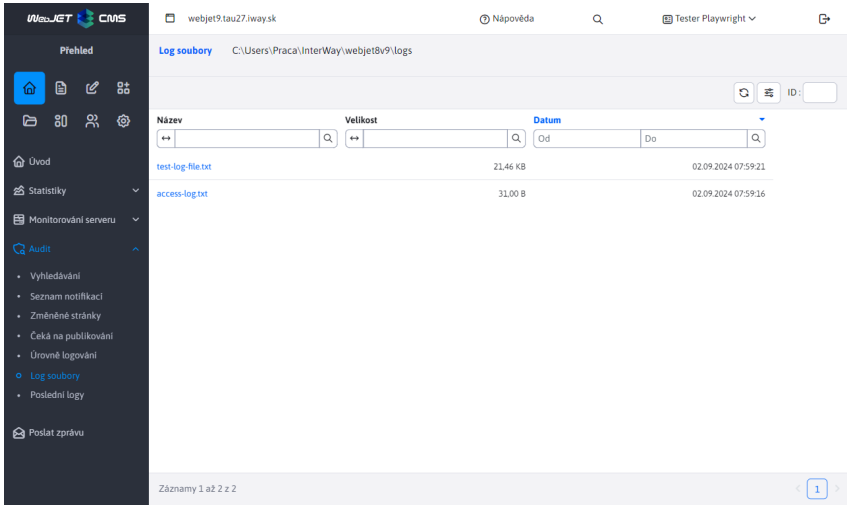 WebJET CMS
webjet9.tau27.iway.sk
Nápověda
Tester Playwright
Přehled
Log soubory C:\Users\Praca\InterWay\webjet8v9\logs
ID:
Úvod
Statistiky
Monitorování serveru
Audit
Vyhledávání
Seznam notifikací
Změněné stránky
Čeká na publikování
Úrovně logování
Log soubory
Poslední logy
Poslat zprávu
Název Velikost Datum
Od Do
test-log-file.txt 21,46 KB 02.09.2024 07:59:21
access-log.txt 31,00 B 02.09.2024 07:59:16
Záznamy 1 až 2 z 2
1